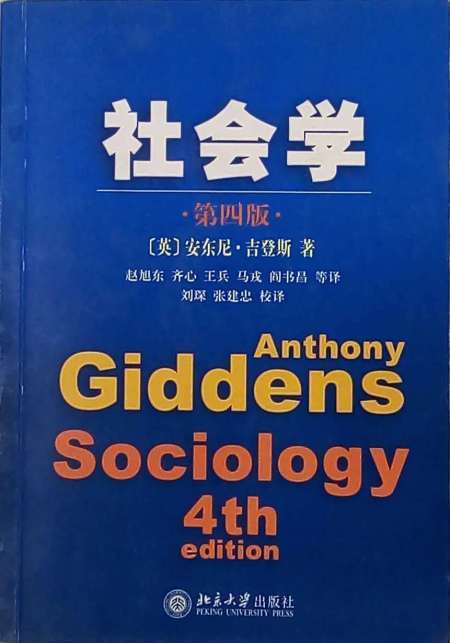 社会学
·第四版·
〔英〕安东尼·吉登斯 著
赵旭东 齐心 王兵 马戎 阎书昌 等译
刘琛 张建忠 校译
Anthony
Giddens
Sociology
4th
edition
北京大学出版社
PEKING UNIVERSITY PRESS